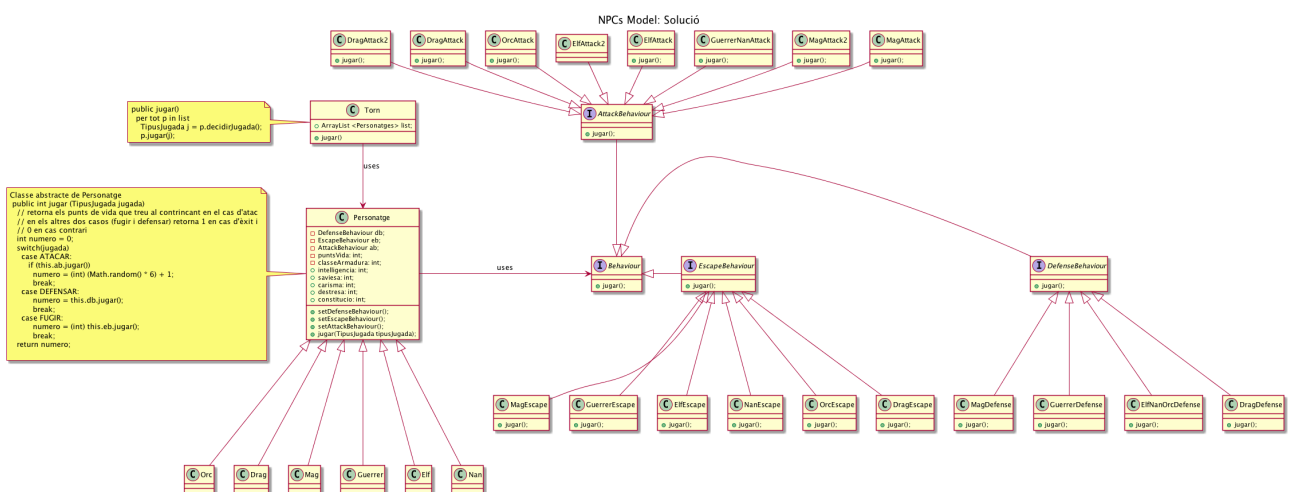 NPCs Model: Solució
C DragAttack2
jugar();
C DragAttack
jugar();
C OrcAttack
jugar();
C ElfAttack2
C ElfAttack
jugar();
C GuerrerNanAttack
jugar();
C MagAttack2
jugar();
C MagAttack
jugar();
public jugar()
per tot p in list
TipusJugada j = p.decidirJugada();
p.jugar(j);
C Torn
ArrayList <Personatges> list;
jugar()
I AttackBehaviour
jugar();
uses
Classe abstracte de Personatge
public int jugar (TipusJugada jugada)
// retorna els punts de vida que treu al contrincant en el cas d'atac
// en els altres dos casos (fugir i defensar) retorna 1 en cas d'èxit i
// 0 en cas contrari
int numero = 0;
switch(jugada)
case ATACAR:
if (this.ab.jugar())
numero = (int) (Math.random() * 6) + 1;
break;
case DEFENSAR:
numero = this.db.jugar();
break;
case FUGIR:
numero = (int) this.eb.jugar();
break;
return numero;
C Personatge
DefenseBehaviour db;
EscapeBehaviour eb;
AttackBehaviour ab;
puntsVida: int;
classeArmadura: int;
intelligencia: int;
saviesa: int;
carisma: int;
destresa: int;
constitucio: int;
setDefenseBehaviour();
setEscapeBehaviour();
setAttackBehaviour();
jugar(TipusJugada tipusJugada);
uses
I Behaviour
jugar();
I EscapeBehaviour
jugar();
I DefenseBehaviour
jugar();
C MagEscape
jugar();
C GuerrerEscape
jugar();
C ElfEscape
jugar();
C NanEscape
jugar();
C OrcEscape
jugar();
C DragEscape
jugar();
C MagDefense
jugar();
C GuerrerDefense
jugar();
C ElfNanOrcDefense
jugar();
C DragDefense
jugar();
C Orc
C Drag
C Mag
C Guerrer
C Elf
C Nan